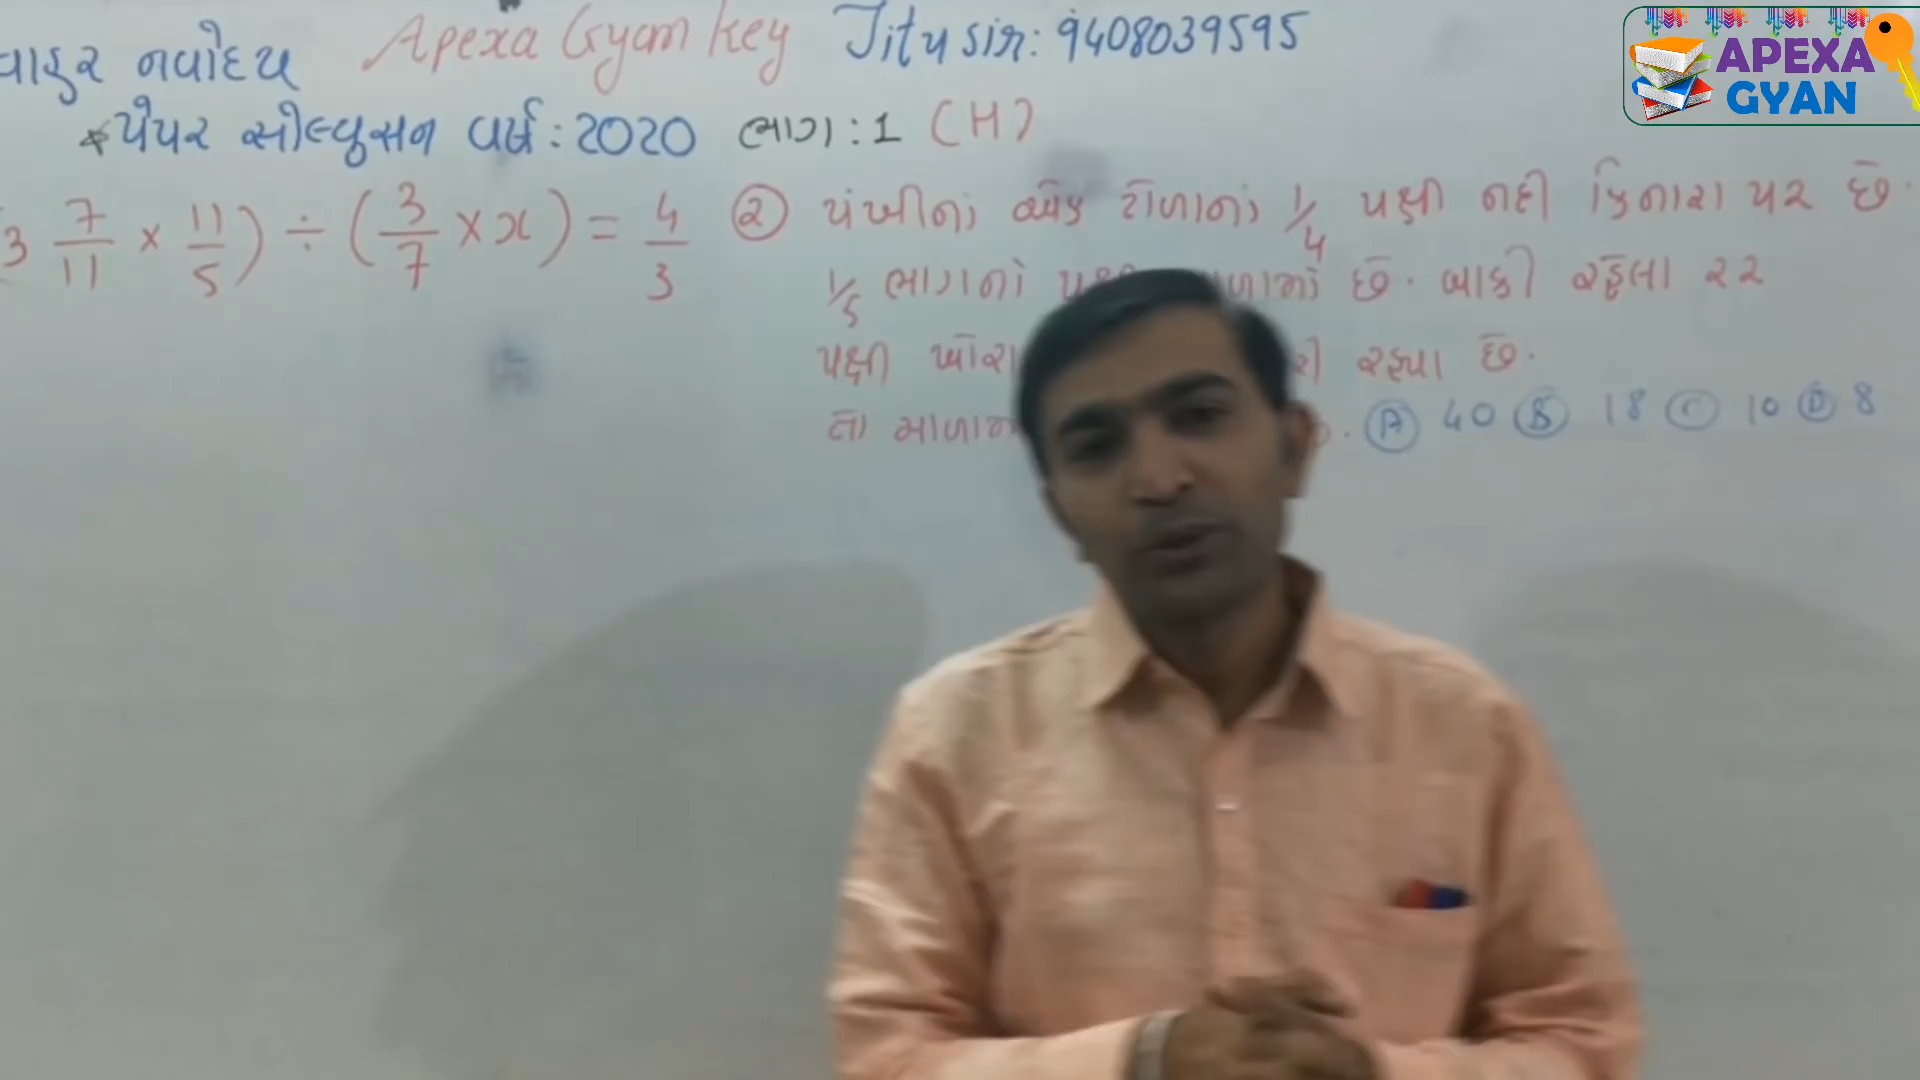 વાહર નવોદય Apexa Gyan key Jitu sir: 9408039595
APEXA
GYAN
*પેપર સોલ્યુસન વર્ષ: 2020 ભાગ: 1 (H)
3 7/11 × 11/5) ÷ (3/7 × x) = 4/3
② પંખીનાં એક ટોળાનાં 1/4 પક્ષી નદી કિનારા પર છે.
1/5 ભાગનાં છે. બાકી રહેલા 22
પક્ષી રહ્યા છે.
તો Ⓐ 40 Ⓑ 18 Ⓒ 10 Ⓓ 8